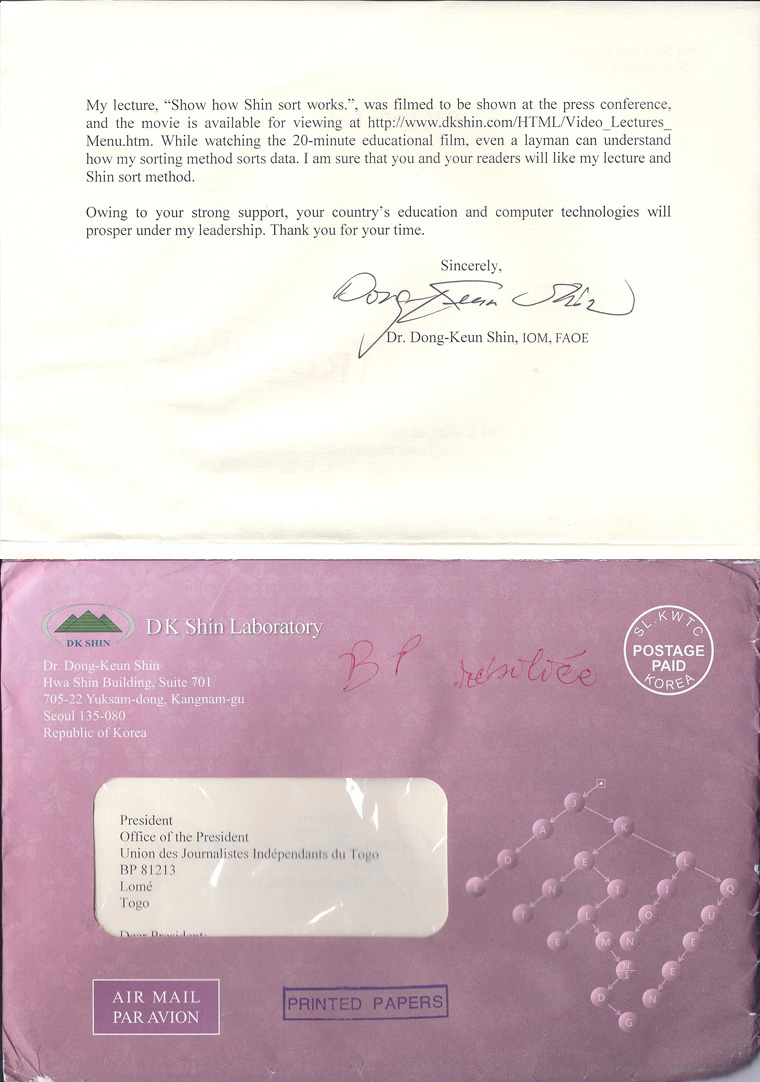 My lecture, “Show how Shin sort works.”, was filmed to be shown at the press conference,
and the movie is available for viewing at http://www.dkshin.com/HTML/Video_Lectures_
Menu.htm. While watching the 20-minute educational film, even a layman can understand
how my sorting method sorts data. I am sure that you and your readers will like my lecture and
Shin sort method.
Owing to your strong support, your country’s education and computer technologies will
prosper under my leadership. Thank you for your time.
Sincerely,
Dong-Keun Shin
Dr. Dong-Keun Shin, IOM, FAOE
DK SHIN
DK Shin Laboratory
Dr. Dong-Keun Shin
Hwa Shin Building, Suite 701
705-22 Yuksam-dong, Kangnam-gu
Seoul 135-080
Republic of Korea
BP résiliée
SL.KWTC
POSTAGE
PAID
KOREA
President
Office of the President
Union des Journalistes Indépendants du Togo
BP 81213
Lomé
Togo
Dear President:
J
A K
D E
N I I Q
L O U
E M N E
N E
D N
G
AIR MAIL
PAR AVION
PRINTED PAPERS